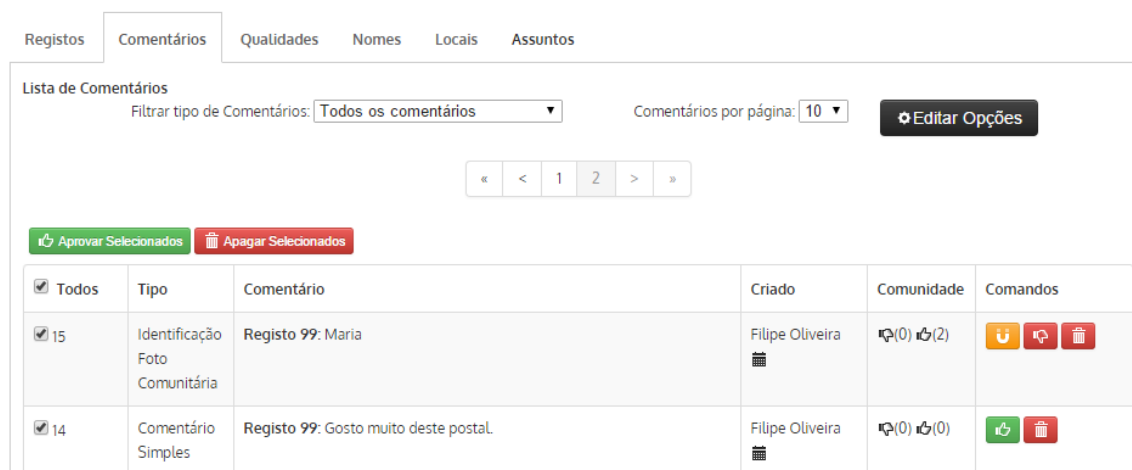 Registos Comentários Qualidades Nomes Locais Assuntos
Lista de Comentários
Filtrar tipo de Comentários: Todos os comentários Comentários por página: 10 Editar Opções
« < 1 2 > »
Aprovar Selecionados Apagar Selecionados
Todos Tipo Comentário Criado Comunidade Comandos
15 Identificação Registo 99: Maria Filipe Oliveira (0) (2)
Foto
Comunitária
14 Comentário Registo 99: Gosto muito deste postal. Filipe Oliveira (0) (0)
Simples